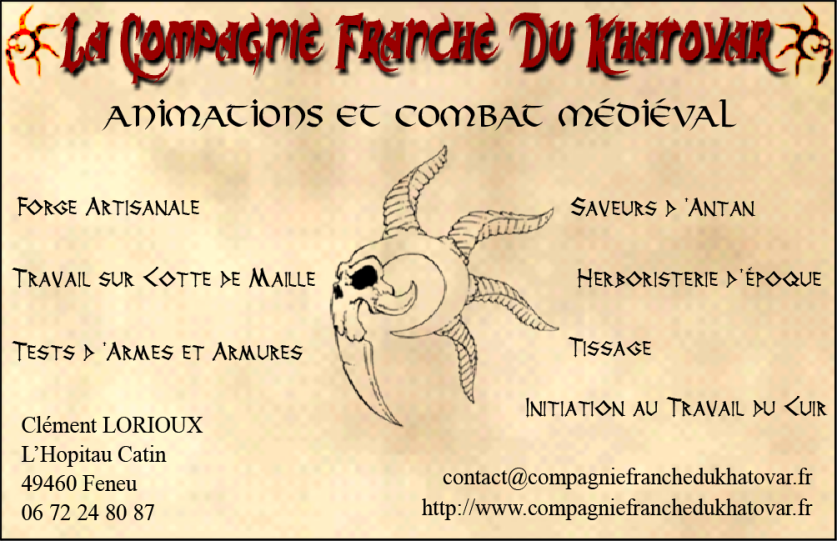 La Compagnie Franche Du Khatovar
Animations et combat médiéval
Forge Artisanale
Travail sur Cotte de Maille
Tests d 'Armes et Armures
Saveurs d 'Antan
Herboristerie d'époque
Tissage
Initiation au Travail du Cuir
Clément LORIOUX
L'Hopitau Catin
49460 Feneu
06 72 24 80 87
contact@compagniefranchedukhatovar.fr
http://www.compagniefranchedukhatovar.fr